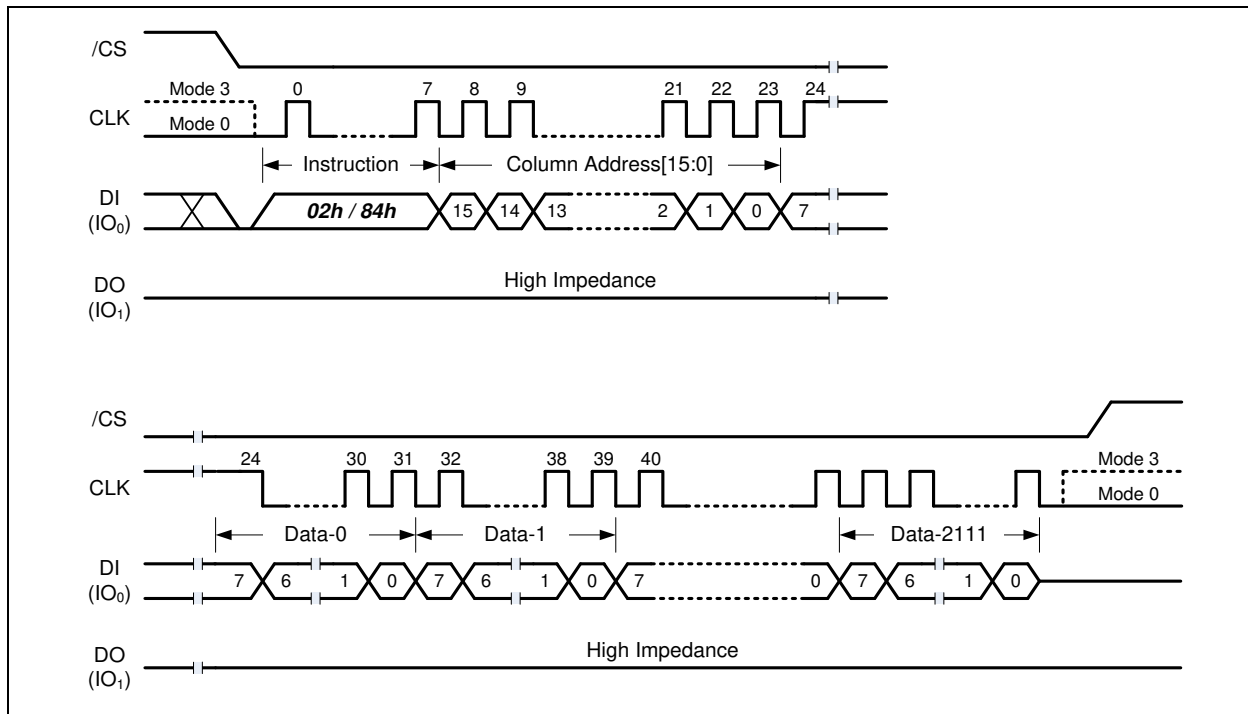 /CS
Mode 3 0 7 8 9 21 22 23 24
CLK
Mode 0
Instruction Column Address[15:0]
DI
(IO0)
02h / 84h 15 14 13 2 1 0 7
High Impedance
DO
(IO1)
/CS
24 30 31 32 38 39 40 Mode 3
CLK
Mode 0
Data-0 Data-1 Data-2111
DI
(IO0)
7 6 1 0 7 6 1 0 7 0 7 6 1 0
High Impedance
DO
(IO1)